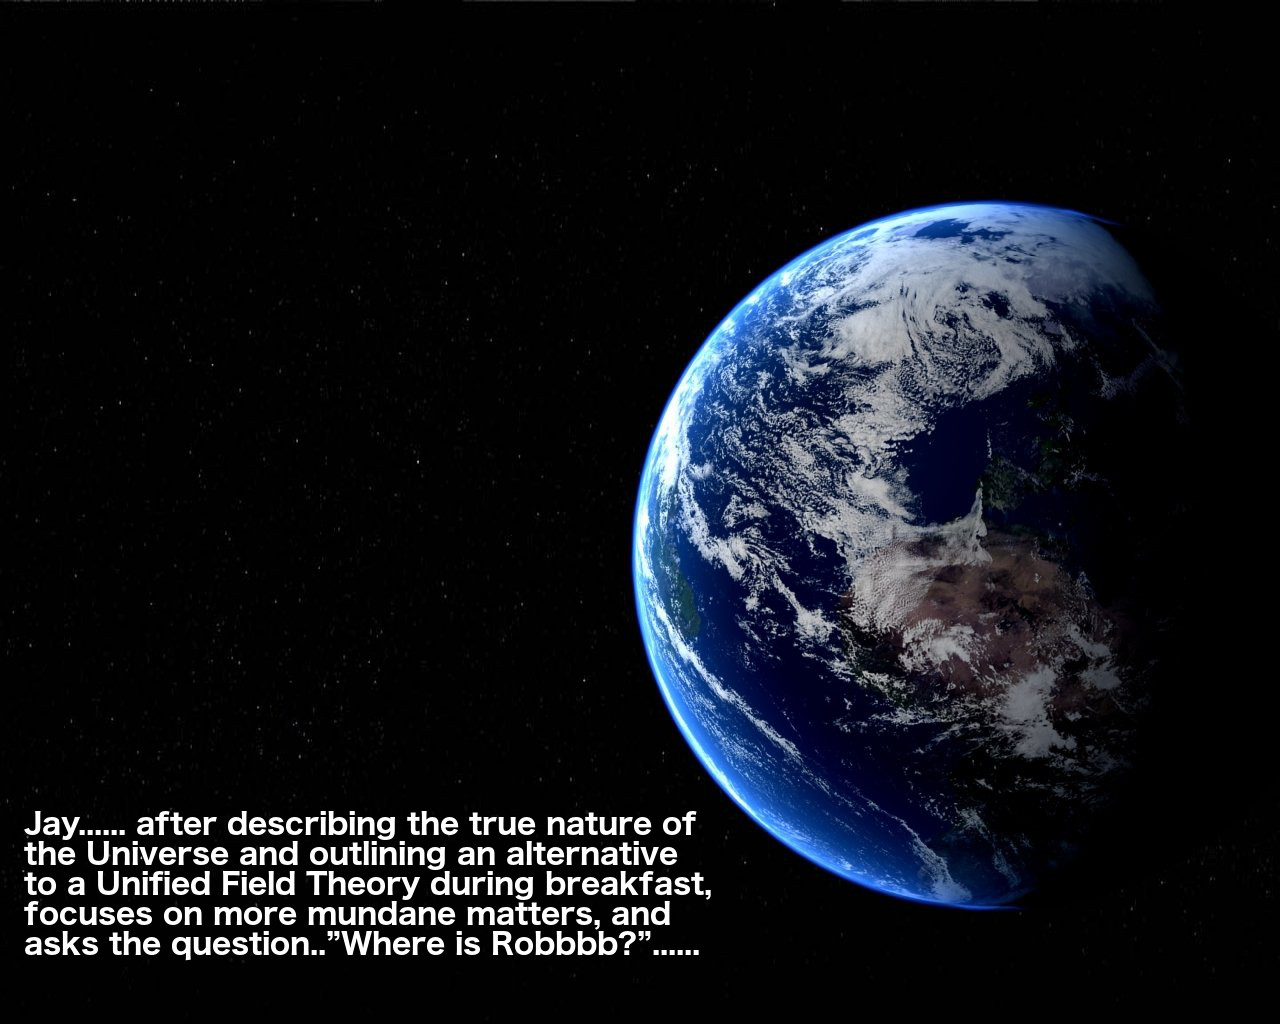 Jay...... after describing the true nature of
the Universe and outlining an alternative
to a Unified Field Theory during breakfast,
focuses on more mundane matters, and
asks the question..”Where is Robbbb?”......